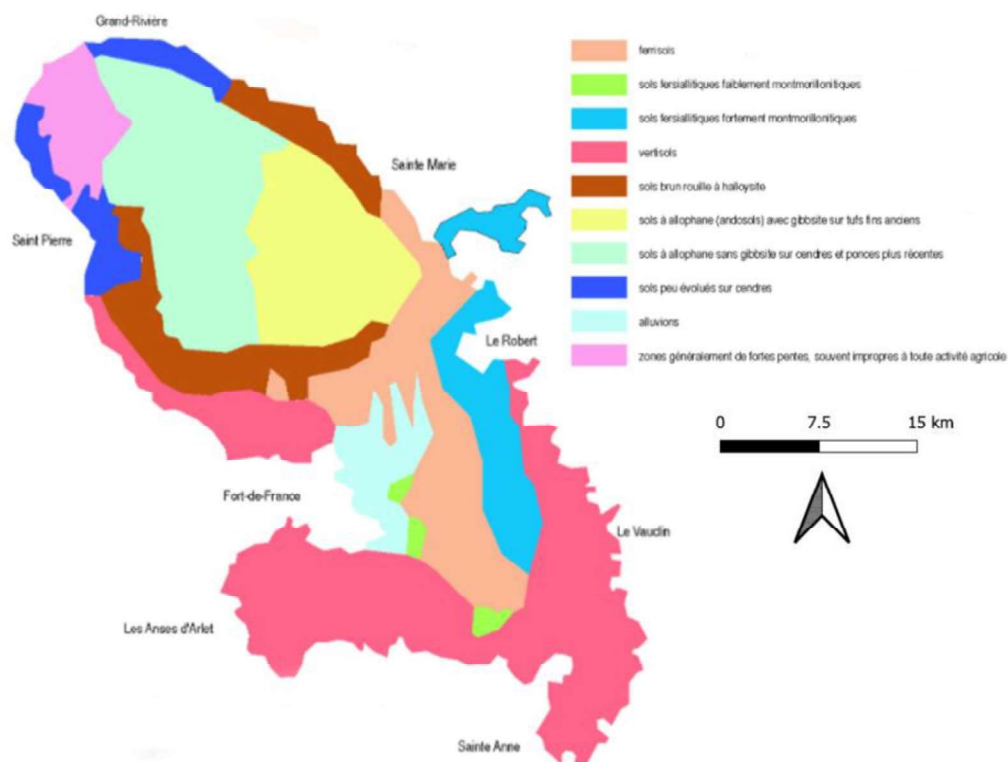 Grand-Rivière
ferrisols
sols fersiallitiques faiblement montmorillonitiques
sols fersiallitiques fortement montmorillonitiques
vertisols
Sainte Marie
sols brun rouille à halloysite
sols à allophane (andosols) avec gibbsite sur tufs fins anciens
Saint Pierre
sols à allophane sans gibbsite sur cendres et ponces plus récentes
sols peu évolués sur cendres
alluvions
Le Robert
zones généralement de fortes pentes, souvent impropres à toute activité agricole
0 7.5 15 km
Fort-de-France
Le Vauclin
Les Anses d'Arlet
Sainte Anne